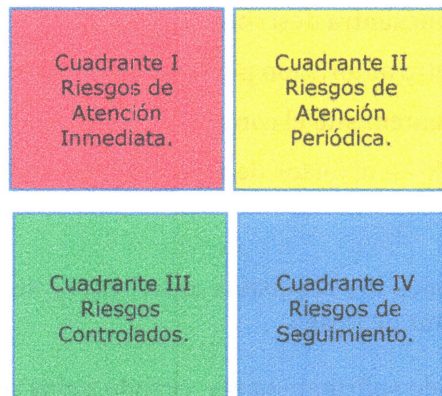 Cuadrante I
Riesgos de
Atención
Inmediata.
Cuadrante II
Riesgos de
Atención
Periódica.
Cuadrante III
Riesgos
Controlados.
Cuadrante IV
Riesgos de
Seguimiento.